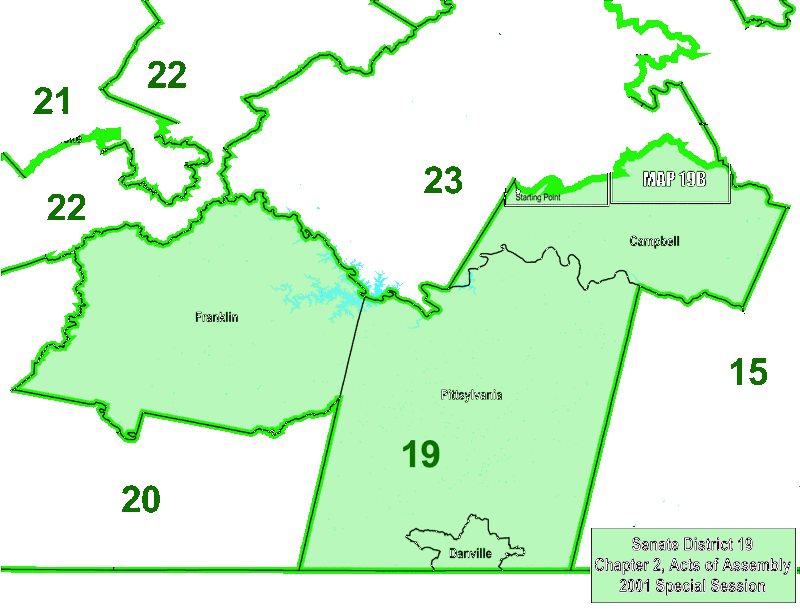 22
21
23
MAP 19B
Starting Point
22
Campbell
Franklin
15
Pittsylvania
19
20
Danville
Senate District 19
Chapter 2, Acts of Assembly
2001 Special Session